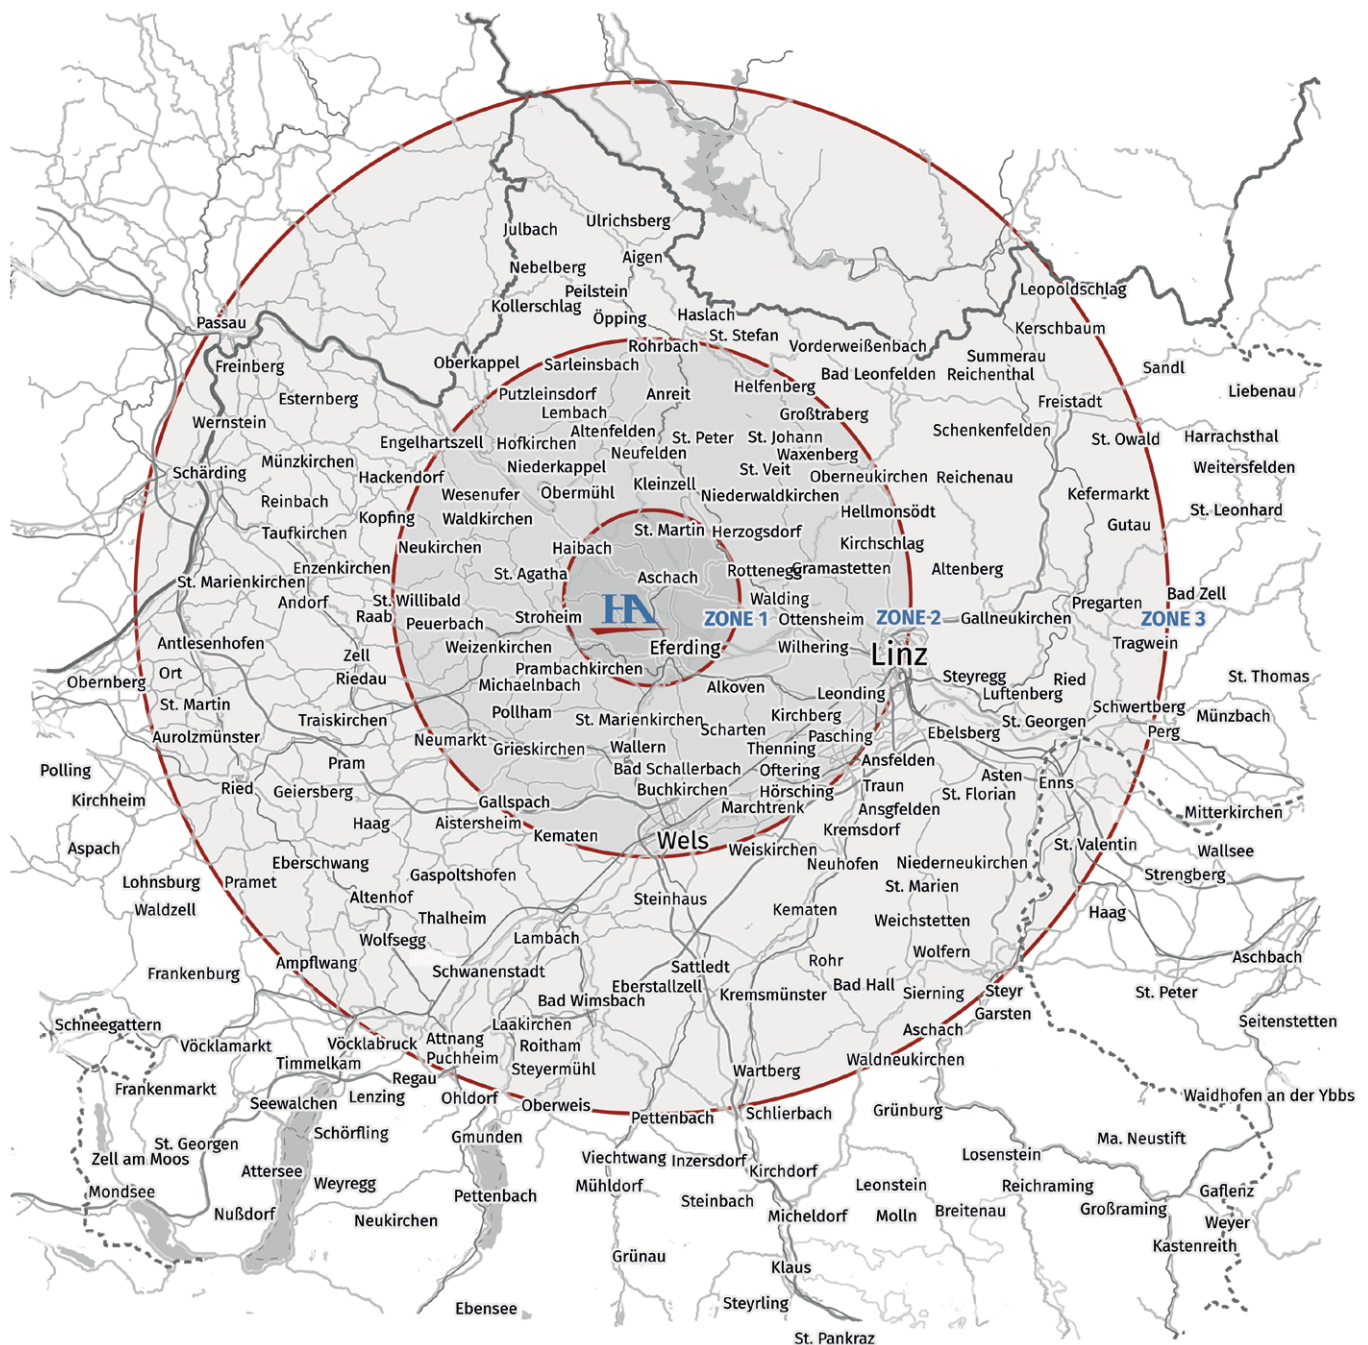 Ulrichsberg
Julbach
Aigen
Nebelberg
Peilstein
Leopoldschlag
Kollerschlag
Öpping
Haslach
Passau
Kerschbaum
St. Stefan
Rohrbach
Vorderweißenbach
Summerau
Oberkappel
Sarleinsbach
Freinberg
Sandl
Bad Leonfelden
Reichenthal
Helfenberg
Liebenau
Putzleinsdorf
Anreit
Esternberg
Freistadt
Lembach
Großtraberg
Wernstein
Altenfelden
Schenkenfelden
St. Peter
St. Johann
Harrachsthal
Engelhartszell
Hofkirchen
St. Owald
Neufelden
Waxenberg
Münzkirchen
Niederkappel
Weitersfelden
St. Veit
Schärding
Hackendorf
Oberneukirchen
Reichenau
Kleinzell
Obermühl
Wesenufer
Niederwaldkirchen
Kefermarkt
Reinbach
Hellmonsödt
St. Leonhard
Kopfing
Waldkirchen
Gutau
St. Martin
Herzogsdorf
Taufkirchen
Kirchschlag
Neukirchen
Haibach
Enzenkirchen
Gramastetten
Altenberg
Rottenegg
St. Agatha
Aschach
St. Marienkirchen
Bad Zell
Walding
St. Willibald
Andorf
Pregarten
HA
Raab
Stroheim
ZONE 1
Ottensheim
ZONE 2
Gallneukirchen
ZONE 3
Peuerbach
Antlesenhofen
Tragwein
Weizenkirchen
Eferding
Wilhering
Linz
Zell
Prambachkirchen
Ort
Riedau
Steyregg
St. Thomas
Obernberg
Michaelnbach
Alkoven
Ried
Leonding
Luftenberg
St. Martin
Schwertberg
Pollham
Kirchberg
Münzbach
Traiskirchen
St. Marienkirchen
St. Georgen
Scharten
Perg
Aurolzmünster
Pasching
Ebelsberg
Neumarkt
Grieskirchen
Wallern
Thenning
Pram
Ansfelden
Polling
Bad Schallerbach
Oftering
Asten
Enns
Ried
Geiersberg
Buchkirchen
Hörsching
Traun
St. Florian
Kirchheim
Gallspach
Marchtrenk
Ansgfelden
Mitterkirchen
Haag
Aistersheim
Kremsdorf
Kematen
Wels
St. Valentin
Aspach
Weiskirchen
Wallsee
Eberschwang
Neuhofen
Niederneukirchen
Gaspoltshofen
Strengberg
Lohnsburg
Pramet
St. Marien
Altenhof
Steinhaus
Waldzell
Kematen
Haag
Thalheim
Weichstetten
Wolfsegg
Lambach
Wolfern
Aschbach
Ampflwang
Rohr
Frankenburg
Schwanenstadt
Sattledt
Eberstallzell
Bad Hall
Steyr
St. Peter
Kremsmünster
Sierning
Bad Wimsbach
Garsten
Schneegattern
Laakirchen
Seitenstetten
Aschach
Vöcklamarkt
Vöcklabruck
Attnang
Roitham
Puchheim
Waldneukirchen
Timmelkam
Steyermühl
Wartberg
Regau
Frankenmarkt
Lenzing
Ohldorf
Waidhofen an der Ybbs
Seewalchen
Oberweis
Grünburg
Pettenbach
Schlierbach
Schörfling
Gmunden
Ma. Neustift
St. Georgen
Losenstein
Zell am Moos
Viechtwang
Inzersdorf
Attersee
Kirchdorf
Weyregg
Mühldorf
Leonstein
Reichraming
Mondsee
Pettenbach
Gaflenz
Steinbach
Großraming
Nußdorf
Micheldorf
Molln
Breitenau
Neukirchen
Weyer
Kastenreith
Grünau
Klaus
Steyrling
Ebensee
St. Pankraz